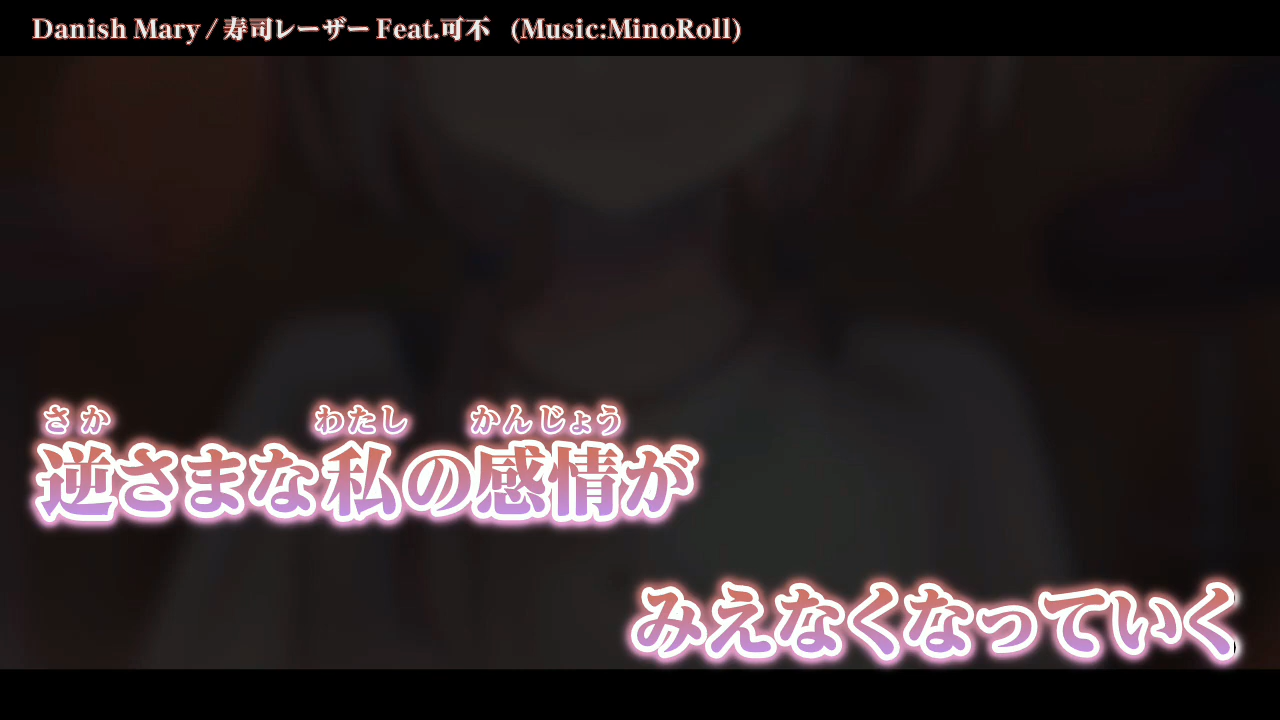 Danish Mary / 寿司レーザー Feat.可不 (Music:MinoRoll)
さか わたし かんじょう
逆さまな私の感情が
みえなくなっていく